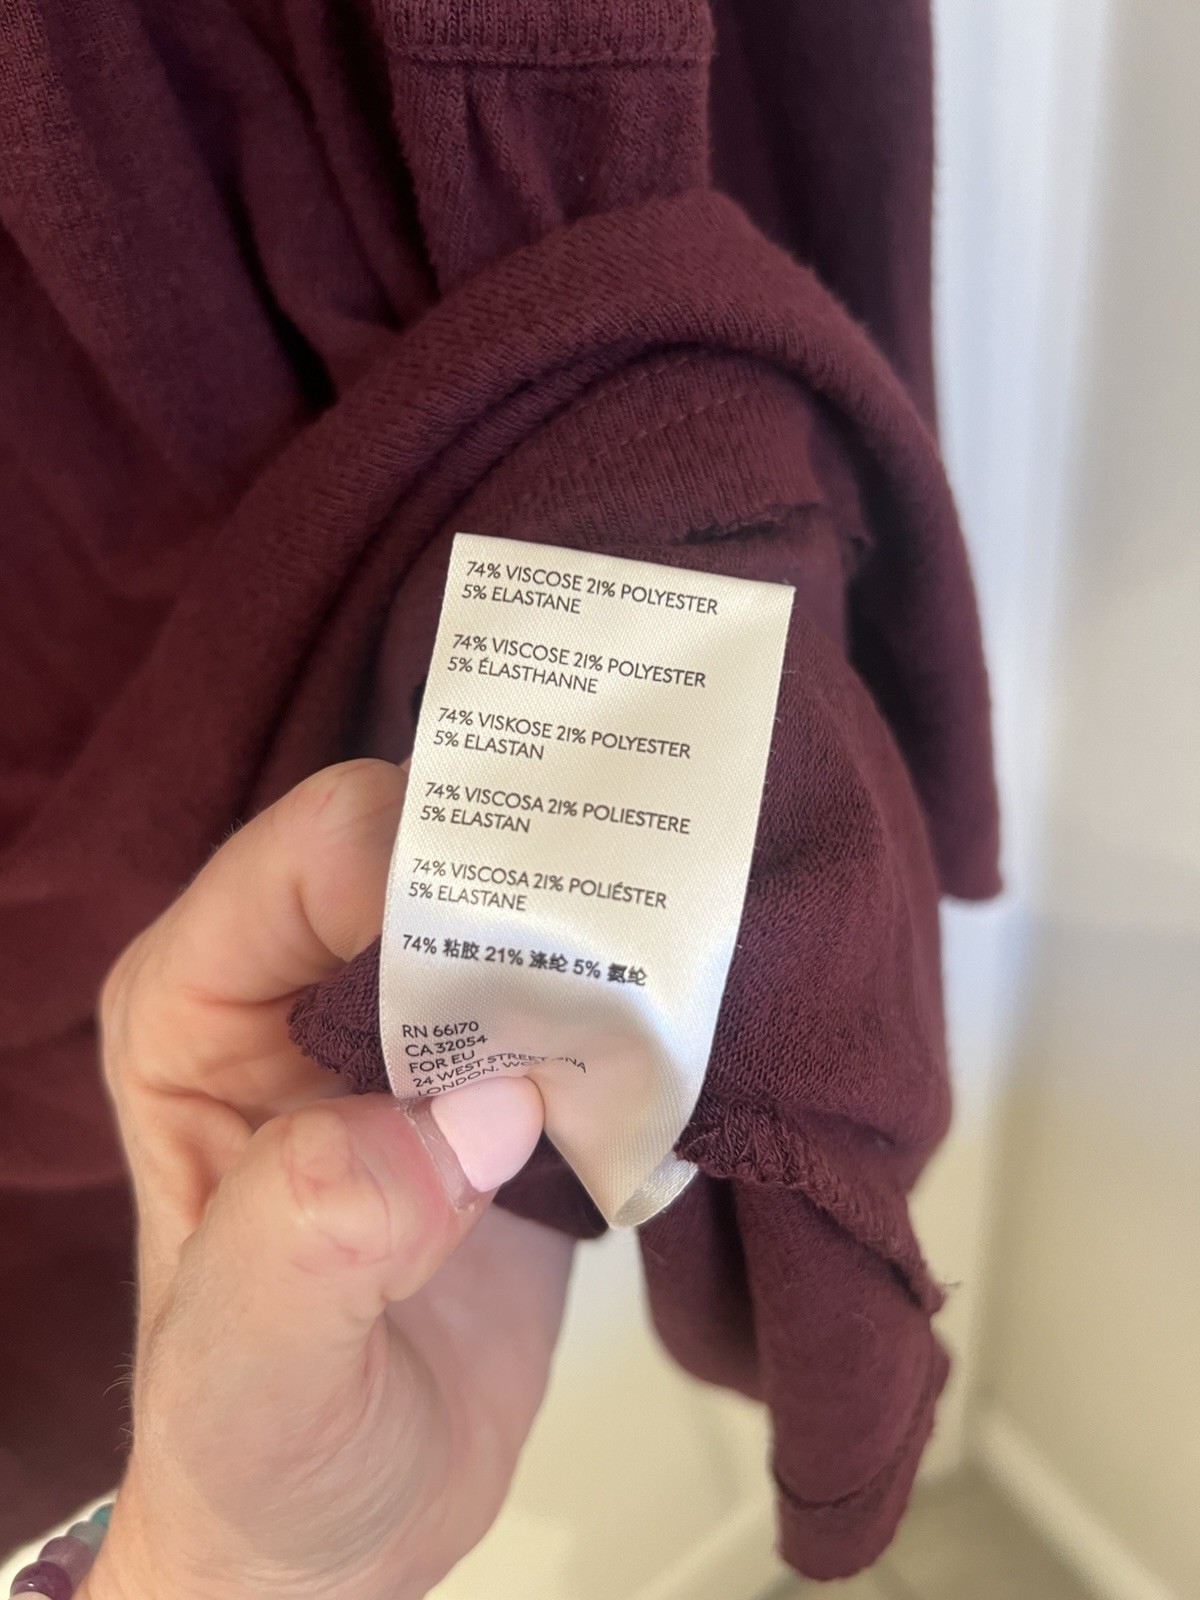 74% VISCOSE 21% POLYESTER
5% ELASTANE
74% VISCOSE 21% POLYESTER
5% ÉLASTHANNE
74% VISKOSE 21% POLYESTER
5% ELASTAN
74% VISCOSA 21% POLIESTERE
5% ELASTAN
74% VISCOSA 21% POLIÉSTER
5% ELASTANE
74% 粘胶 21% 涤纶 5% 氨纶
RN 66170
CA 32054
FOR EU
24 WEST STREET
LONDON.